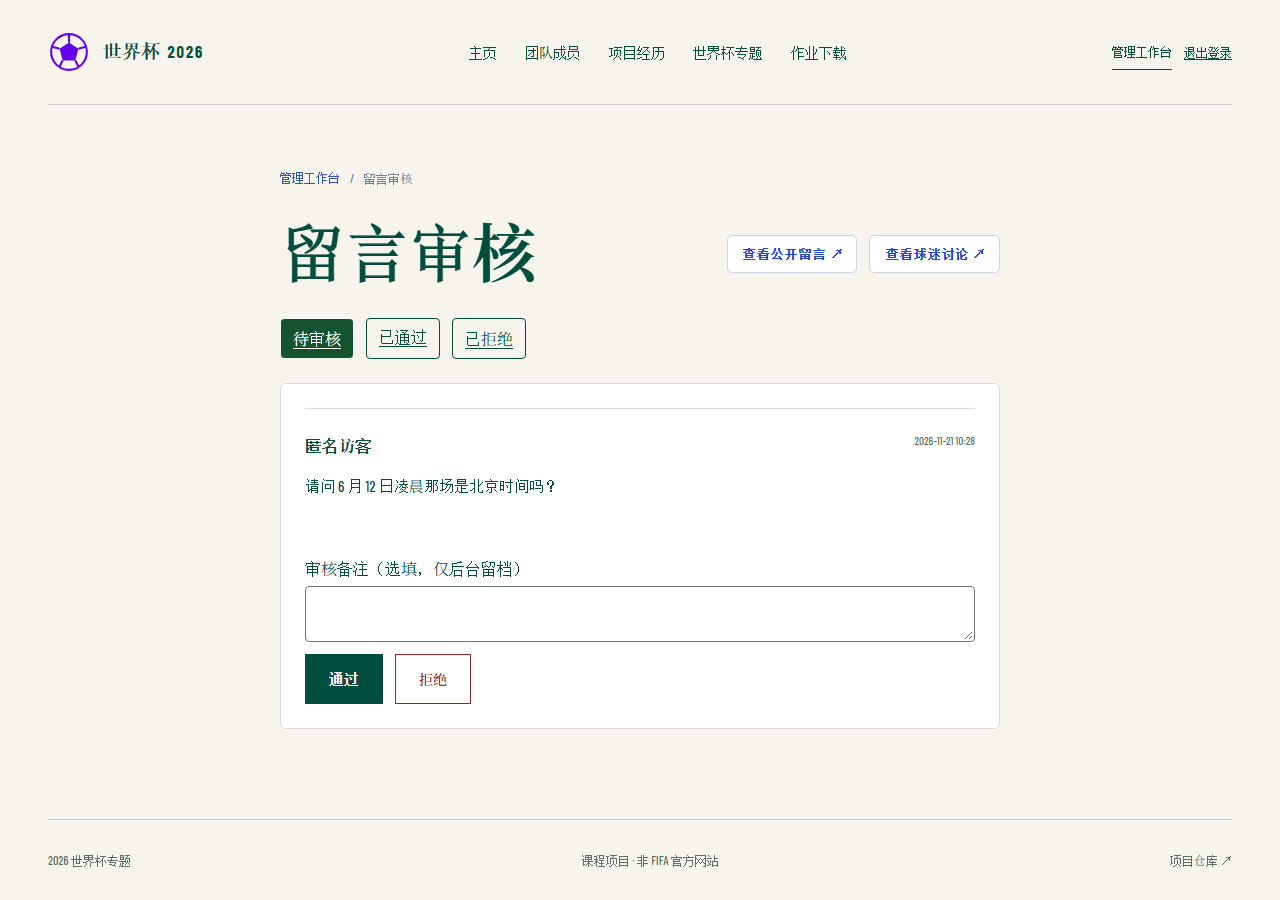 世界杯 2026
主页 团队成员 项目经历 世界杯专题 作业下载
管理工作台 退出登录
管理工作台 / 留言审核
留言审核
查看公开留言 ↗ 查看球迷讨论 ↗
待审核 已通过 已拒绝
匿名访客 2026-11-21 10:28
请问 6 月 12 日凌晨那场是北京时间吗？
审核备注（选填，仅后台留档）
通过 拒绝
2026 世界杯专题 课程项目 · 非 FIFA 官方网站 项目仓库 ↗